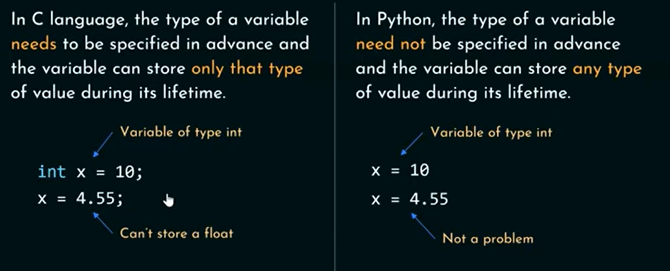 In C language, the type of a variable
needs to be specified in advance and
the variable can store only that type
of value during its lifetime.
Variable of type int
int x = 10;
x = 4.55;
Can't store a float
In Python, the type of a variable
need not be specified in advance
and the variable can store any type
of value during its lifetime.
Variable of type int
x = 10
x = 4.55
Not a problem